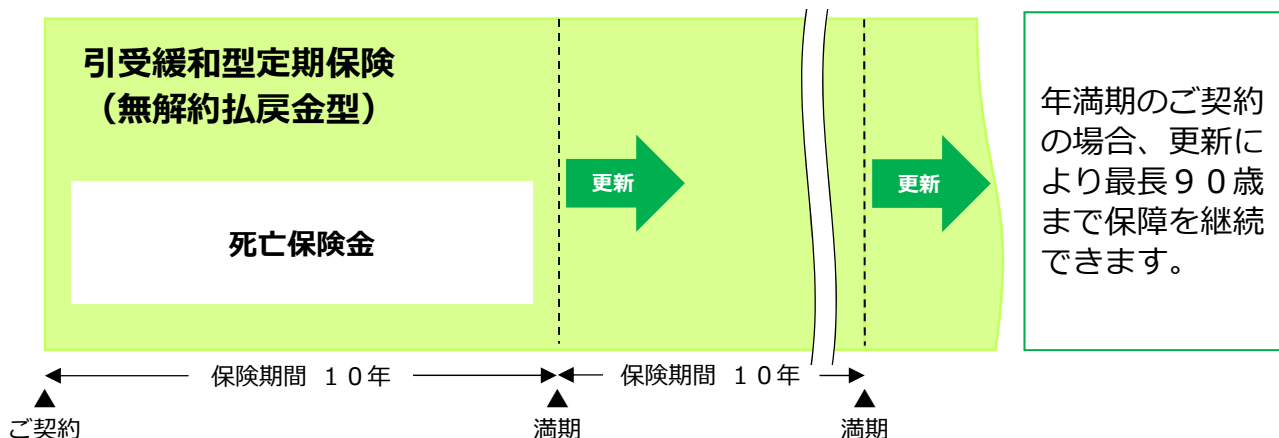 引受緩和型定期保険
（無解約払戻金型）
死亡保険金
更新
更新
年満期のご契約
の場合、更新に
より最長９０歳
まで保障を継続
できます。
保険期間 １０年
保険期間 １０年
ご契約
満期
満期